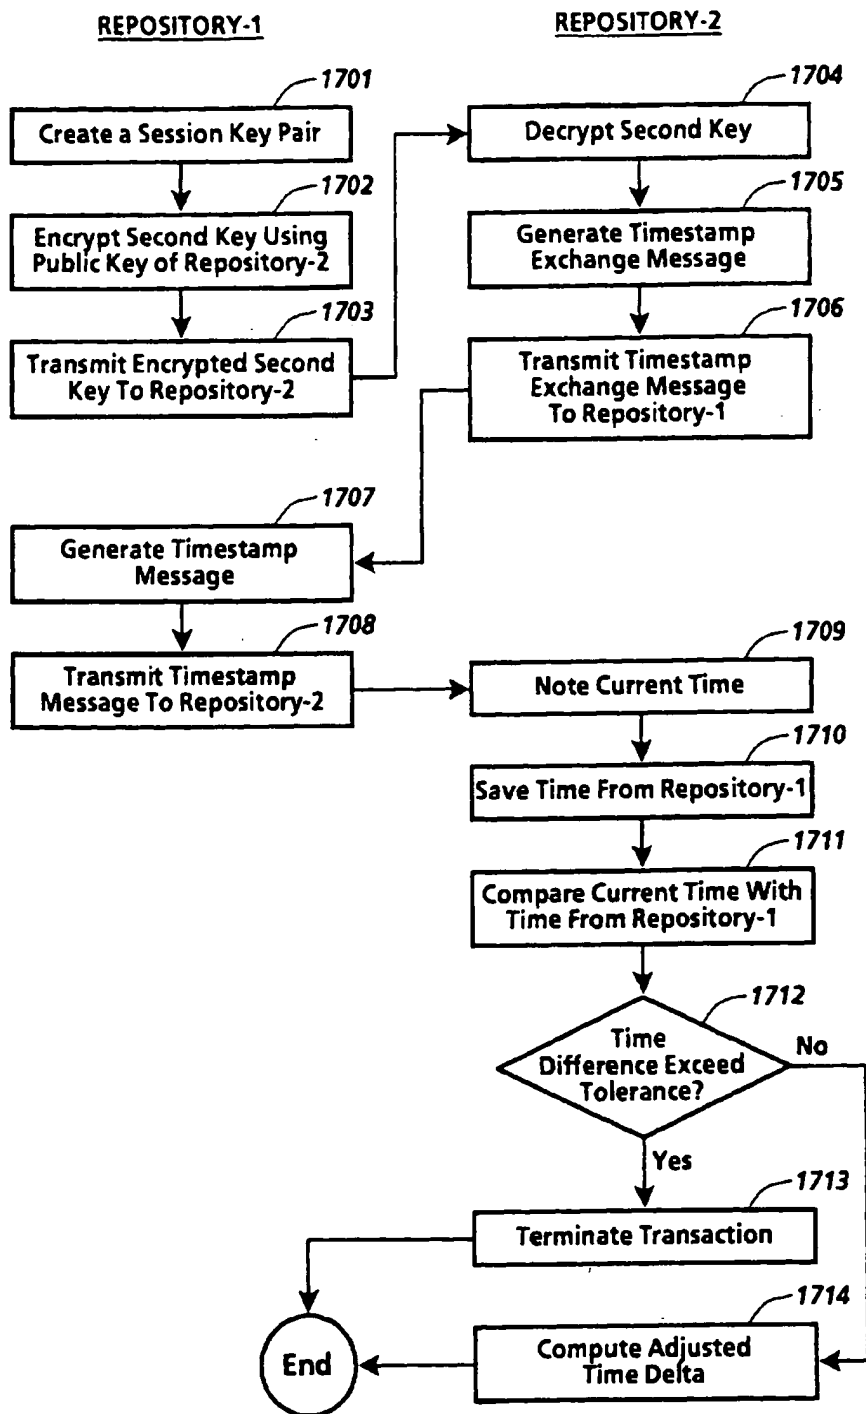 REPOSITORY-1
REPOSITORY-2
1701
Create a Session Key Pair
1702
Encrypt Second Key Using
Public Key of Repository-2
1703
Transmit Encrypted Second
Key To Repository-2
1704
Decrypt Second Key
1705
Generate Timestamp
Exchange Message
1706
Transmit Timestamp
Exchange Message
To Repository-1
1707
Generate Timestamp
Message
1708
Transmit Timestamp
Message To Repository-2
1709
Note Current Time
1710
Save Time From Repository-1
1711
Compare Current Time With
Time From Repository-1
1712
Time
Difference Exceed
Tolerance?
No
Yes
1713
Terminate Transaction
1714
Compute Adjusted
Time Delta
End